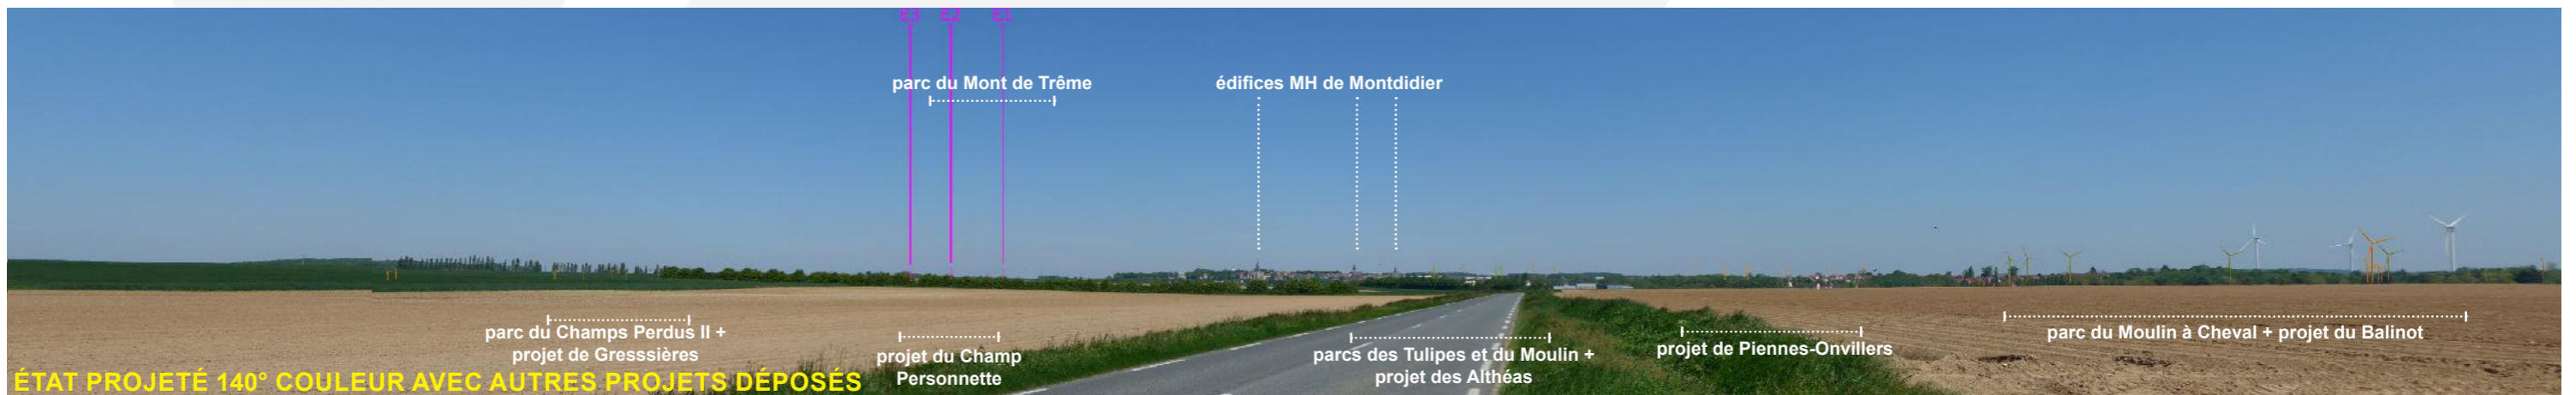 E3 E2 E1
parc du Mont de Trême
édifices MH de Montdidier
parc du Champs Perdus II +
projet de Gresssières
projet du Champ
Personnette
parcs des Tulipes et du Moulin +
projet des Althéas
projet de Piennes-Onvillers
parc du Moulin à Cheval + projet du Balinot
ÉTAT PROJETÉ 140° COULEUR AVEC AUTRES PROJETS DÉPOSÉS